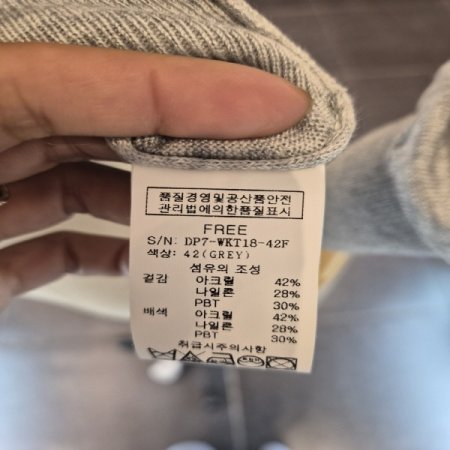 품질경영및공산품안전
관리법에의한품질표시
FREE
S/N: DP7-WKT18-42F
색상: 42(GREY)
섬유의 조성
겉감 아크릴 42%
나일론 28%
PBT 30%
배색 아크릴 42%
나일론 28%
PBT 30%
취급시주의사항